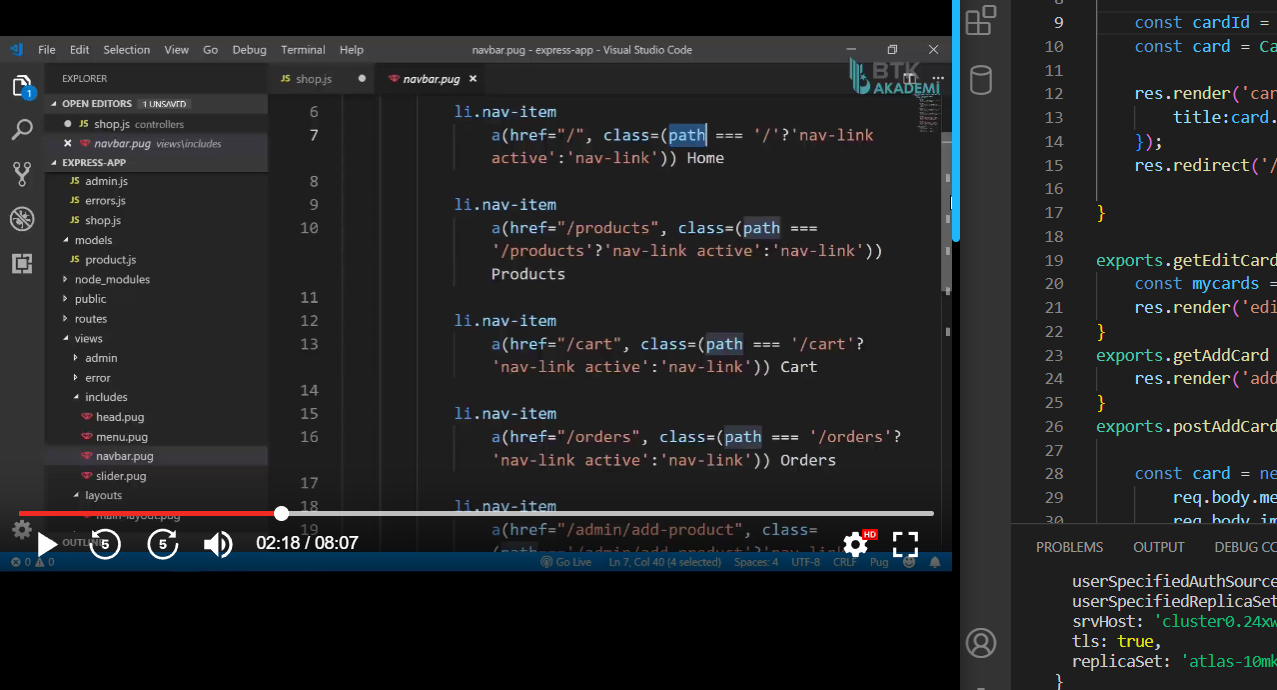 File Edit Selection View Go Debug Terminal Help
navbar.pug - express-app - Visual Studio Code
EXPLORER
OPEN EDITORS 1 UNSAVED
shop.js controllers
navbar.pug views\includes
EXPRESS-APP
admin.js
errors.js
shop.js
models
product.js
node_modules
public
routes
views
admin
error
includes
head.pug
menu.pug
navbar.pug
slider.pug
layouts
main-layout.pug
OUTLINE
1
shop.js
navbar.pug
BTK
AKADEMİ
6 li.nav-item
7 a(href="/", class=(path === '/'?'nav-link
active':'nav-link')) Home
8
9 li.nav-item
10 a(href="/products", class=(path ===
'/products'?'nav-link active':'nav-link'))
Products
11
12 li.nav-item
13 a(href="/cart", class=(path === '/cart'?
'nav-link active':'nav-link')) Cart
14
15 li.nav-item
16 a(href="/orders", class=(path === '/orders'?
'nav-link active':'nav-link')) Orders
17
18 li.nav-item
19 a(href="/admin/add-product", class=
(path==='/admin/add-product'?'nav-link
5 5 02:18 / 08:07 HD
0 0 Go Live Ln 7, Col 40 (4 selected) Spaces: 4 UTF-8 CRLF Pug
9 const cardId =
10 const card = Ca
11
12 res.render('car
13 title:card.
14 });
15 res.redirect('/
16
17 }
18
19 exports.getEditCard
20 const mycards =
21 res.render('edi
22 }
23 exports.getAddCard
24 res.render('add
25 }
26 exports.postAddCard
27
28 const card = ne
29 req.body.me
30 req.body.im
PROBLEMS OUTPUT DEBUG CO
userSpecifiedAuthSource
userSpecifiedReplicaSet
srvHost: 'cluster0.24xw
tls: true,
replicaSet: 'atlas-10mk
}